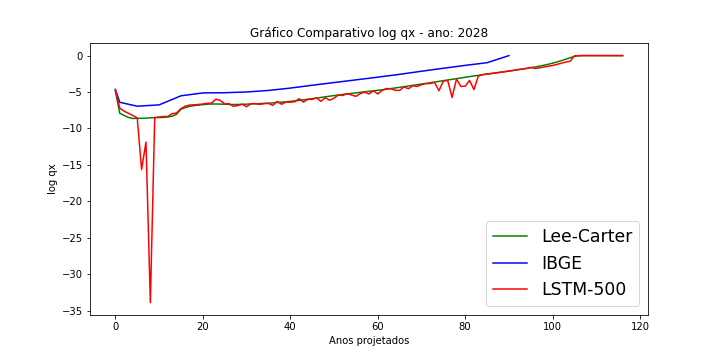 Gráfico Comparativo log qx - ano: 2028
log qx
0
−5
−10
−15
−20
−25
−30
−35
0 20 40 60 80 100 120
Anos projetados
Lee-Carter
IBGE
LSTM-500